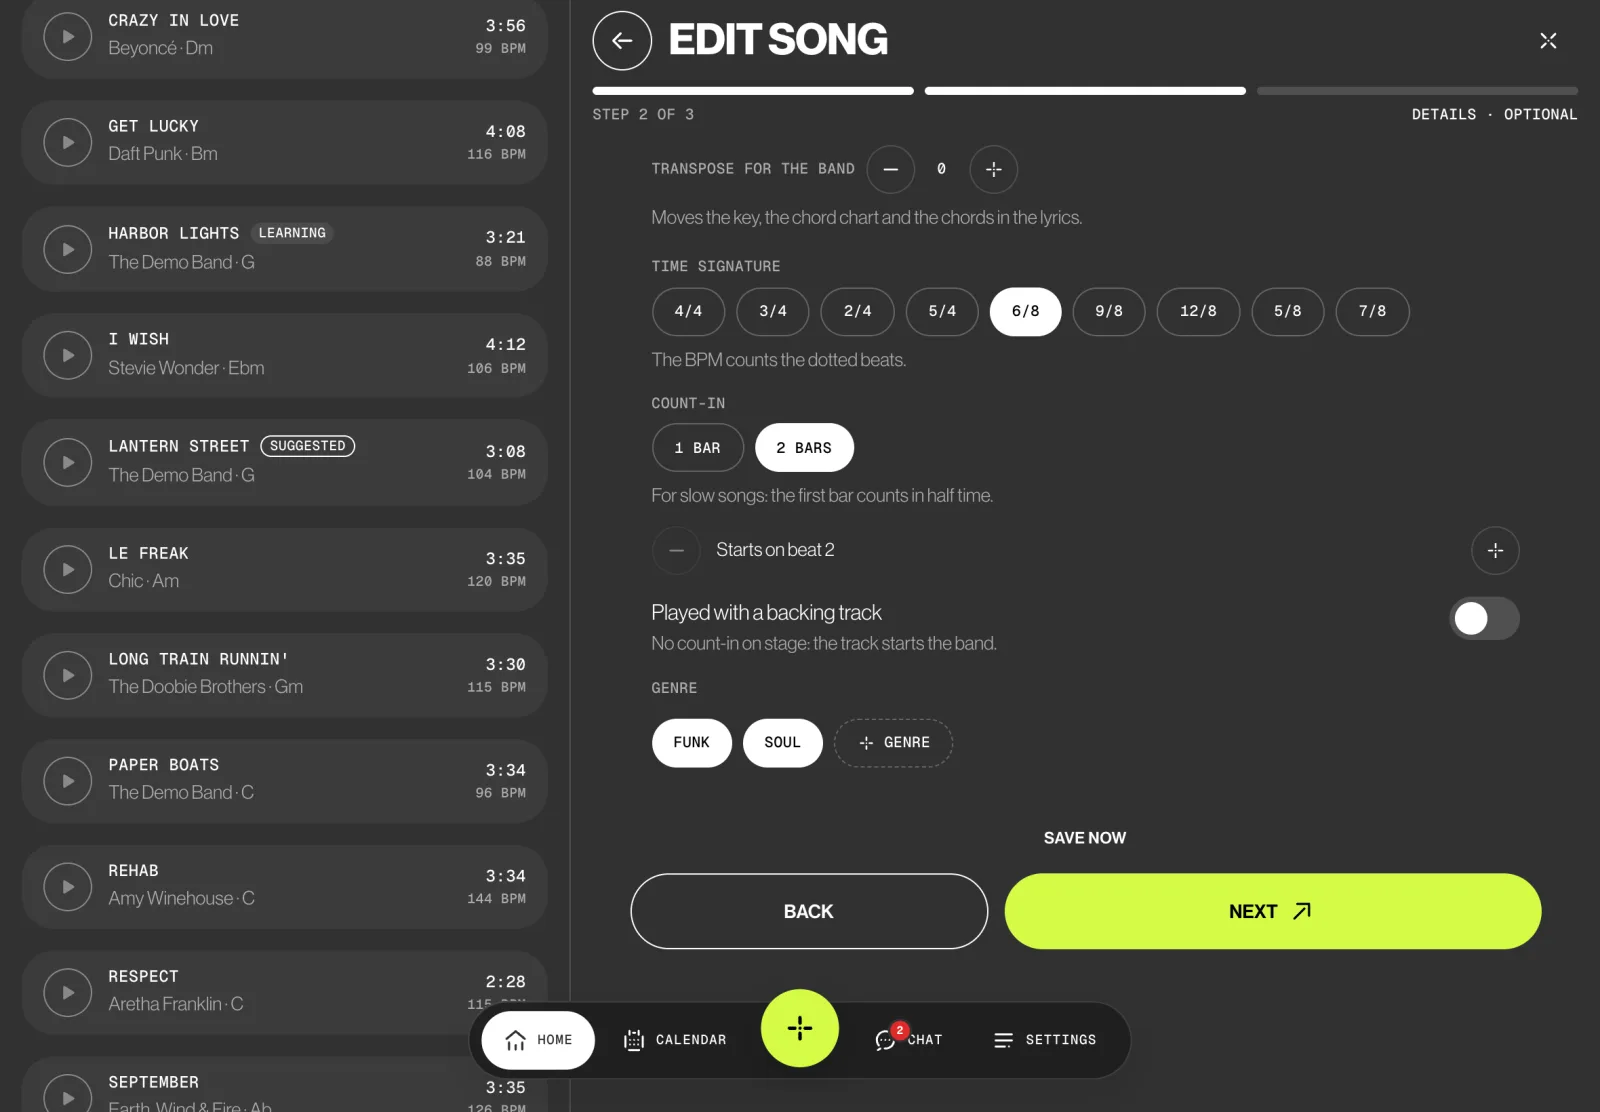 CRAZY IN LOVE
3:56
Beyoncé · Dm
99 BPM
GET LUCKY
4:08
Daft Punk · Bm
116 BPM
HARBOR LIGHTS LEARNING
3:21
The Demo Band · G
88 BPM
I WISH
4:12
Stevie Wonder · Ebm
106 BPM
LANTERN STREET SUGGESTED
3:08
The Demo Band · G
104 BPM
LE FREAK
3:35
Chic · Am
120 BPM
LONG TRAIN RUNNIN'
3:30
The Doobie Brothers · Gm
115 BPM
PAPER BOATS
3:34
The Demo Band · C
96 BPM
REHAB
3:34
Amy Winehouse · C
144 BPM
RESPECT
2:28
Aretha Franklin · C
115 BPM
SEPTEMBER
3:35
Earth, Wind & Fire · Ab
126 BPM
EDIT SONG
STEP 2 OF 3
DETAILS · OPTIONAL
TRANSPOSE FOR THE BAND 0
Moves the key, the chord chart and the chords in the lyrics.
TIME SIGNATURE
4/4 3/4 2/4 5/4 6/8 9/8 12/8 5/8 7/8
The BPM counts the dotted beats.
COUNT-IN
1 BAR 2 BARS
For slow songs: the first bar counts in half time.
Starts on beat 2
Played with a backing track
No count-in on stage: the track starts the band.
GENRE
FUNK SOUL GENRE
SAVE NOW
BACK NEXT
HOME CALENDAR 2 CHAT SETTINGS